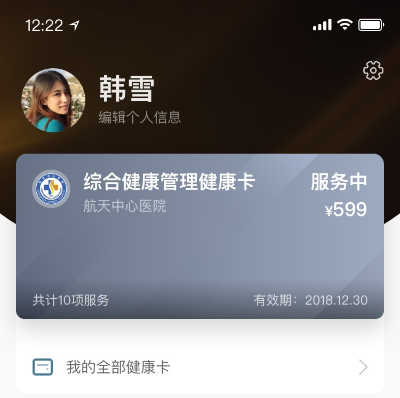 12:22
韩雪
编辑个人信息
综合健康管理健康卡
服务中
航天中心医院
¥599
共计10项服务
有效期：2018.12.30
我的全部健康卡